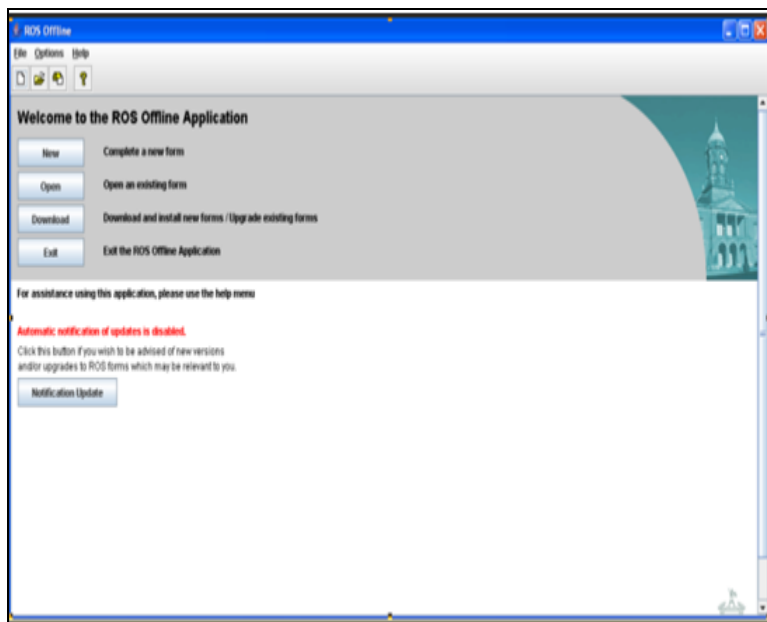 ROS Offline
File Options Help
Welcome to the ROS Offline Application
New Complete a new form
Open Open an existing form
Download Download and install new forms / Upgrade existing forms
Exit Exit the ROS Offline Application
For assistance using this application, please use the help menu
Automatic notification of updates is disabled.
Click this button if you wish to be advised of new versions
and/or upgrades to ROS forms which may be relevant to you.
Notification Update